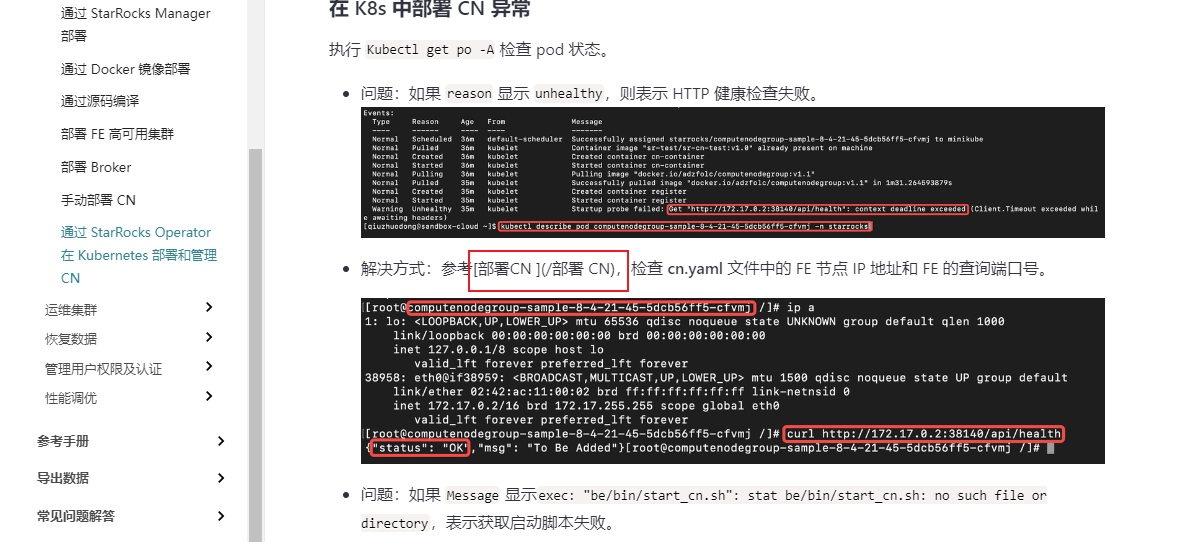 通过 StarRocks Manager
部署
通过 Docker 镜像部署
通过源码编译
部署 FE 高可用集群
部署 Broker
手动部署 CN
通过 StarRocks Operator
在 Kubernetes 部署和管理
CN
运维集群
恢复数据
管理用户权限及认证
性能调优
参考手册
导出数据
常见问题解答
在 K8s 中部署 CN 异常
执行 Kubectl get po -A 检查 pod 状态。
问题：如果 reason 显示 unhealthy，则表示 HTTP 健康检查失败。
Events:
Type Reason Age From Message
---- ------ ---- ---- -------
Normal Scheduled 36m default-scheduler Successfully assigned starrocks/computenodegroup-sample-8-4-21-45-5dcb56ff5-cfvmj to minikube
Normal Pulled 36m kubelet Container image "sr-test/sr-cn-test:v1.0" already present on machine
Normal Created 36m kubelet Created container cn-container
Normal Started 36m kubelet Started container cn-container
Normal Pulling 36m kubelet Pulling image "docker.io/adzfolc/computenodegroup:v1.1"
Normal Pulled 35m kubelet Successfully pulled image "docker.io/adzfolc/computenodegroup:v1.1" in 1m31.264593879s
Normal Created 35m kubelet Created container register
Normal Started 35m kubelet Started container register
Warning Unhealthy 35m kubelet Startup probe failed: Get "http://172.17.0.2:38140/api/health": context deadline exceeded (Client.Timeout exceeded whil
e awaiting headers)
[qiuzhuodong@sandbox-cloud ~]$ kubectl describe pod computenodegroup-sample-8-4-21-45-5dcb56ff5-cfvmj -n starrocks
解决方式：参考[部署CN ](/部署 CN)，检查 cn.yaml 文件中的 FE 节点 IP 地址和 FE 的查询端口号。
[root@computenodegroup-sample-8-4-21-45-5dcb56ff5-cfvmj /]# ip a
1: lo: <LOOPBACK,UP,LOWER_UP> mtu 65536 qdisc noqueue state UNKNOWN group default qlen 1000
link/loopback 00:00:00:00:00:00 brd 00:00:00:00:00:00
inet 127.0.0.1/8 scope host lo
valid_lft forever preferred_lft forever
38958: eth0@if38959: <BROADCAST,MULTICAST,UP,LOWER_UP> mtu 1500 qdisc noqueue state UP group default
link/ether 02:42:ac:11:00:02 brd ff:ff:ff:ff:ff:ff link-netnsid 0
inet 172.17.0.2/16 brd 172.17.255.255 scope global eth0
valid_lft forever preferred_lft forever
[root@computenodegroup-sample-8-4-21-45-5dcb56ff5-cfvmj /]# curl http://172.17.0.2:38140/api/health
{"status": "OK","msg": "To Be Added"}[root@computenodegroup-sample-8-4-21-45-5dcb56ff5-cfvmj /]#
问题：如果 Message 显示exec: "be/bin/start_cn.sh": stat be/bin/start_cn.sh: no such file or
directory，表示获取启动脚本失败。